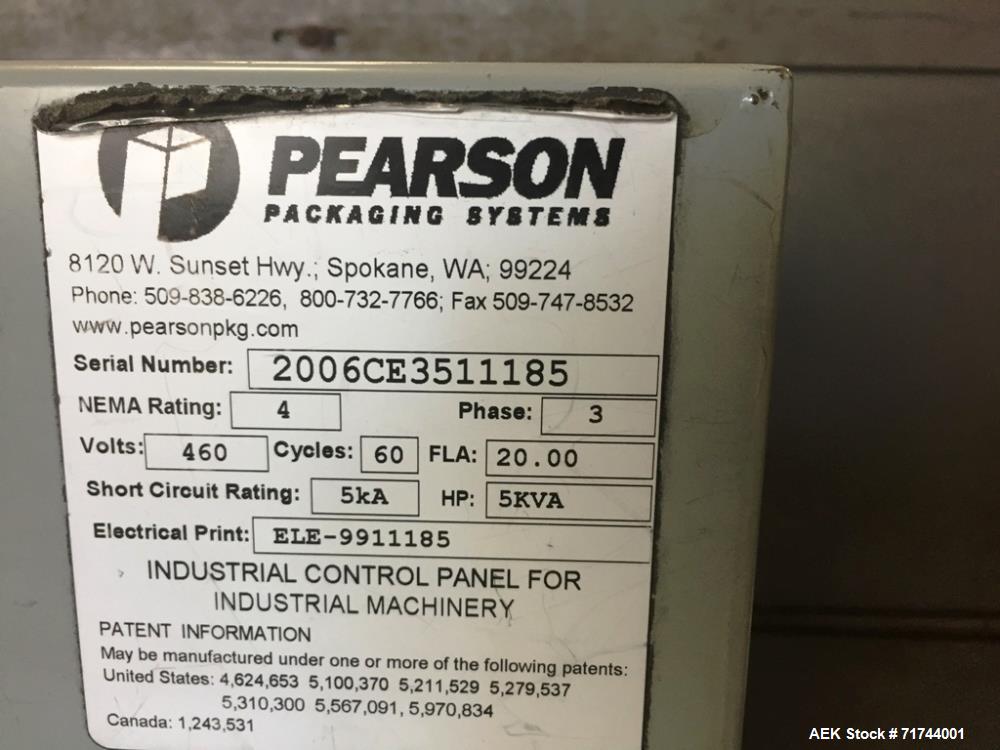 PEARSON
PACKAGING SYSTEMS
8120 W. Sunset Hwy.; Spokane, WA; 99224
Phone: 509-838-6226, 800-732-7766; Fax 509-747-8532
www.pearsonpkg.com
Serial Number: 2006CE3511185
NEMA Rating: 4 Phase: 3
Volts: 460 Cycles: 60 FLA: 20.00
Short Circuit Rating: 5kA HP: 5KVA
Electrical Print: ELE-9911185
INDUSTRIAL CONTROL PANEL FOR
INDUSTRIAL MACHINERY
PATENT INFORMATION
May be manufactured under one or more of the following patents:
United States: 4,624,653 5,100,370 5,211,529 5,279,537
5,310,300 5,567,091, 5,970,834
Canada: 1,243,531
AEK Stock #71744001